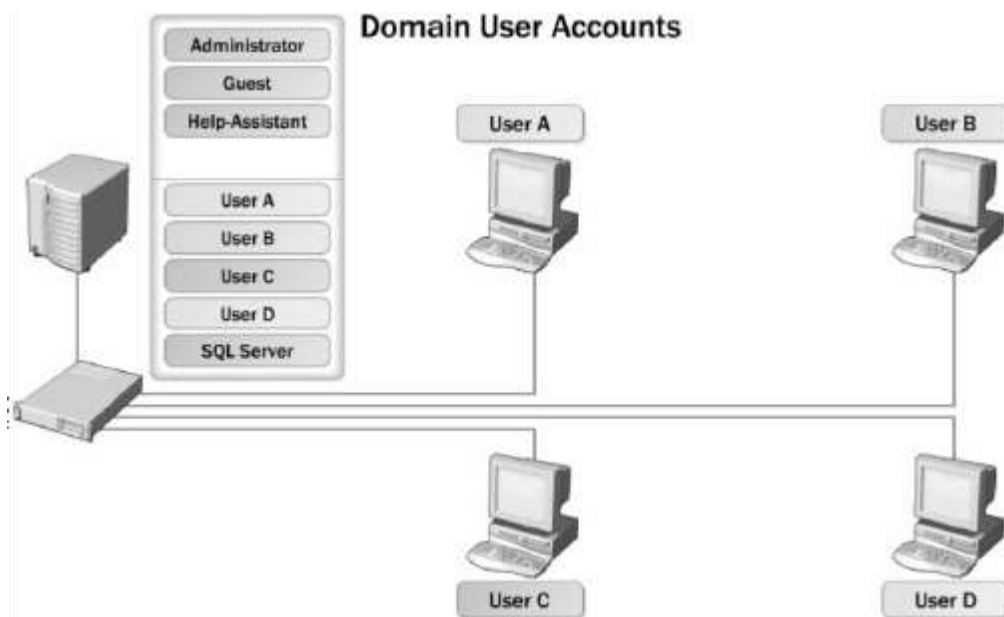 Domain User Accounts
Administrator
Guest
Help-Assistant
User A
User B
User C
User D
SQL Server
User A
User B
User C
User D